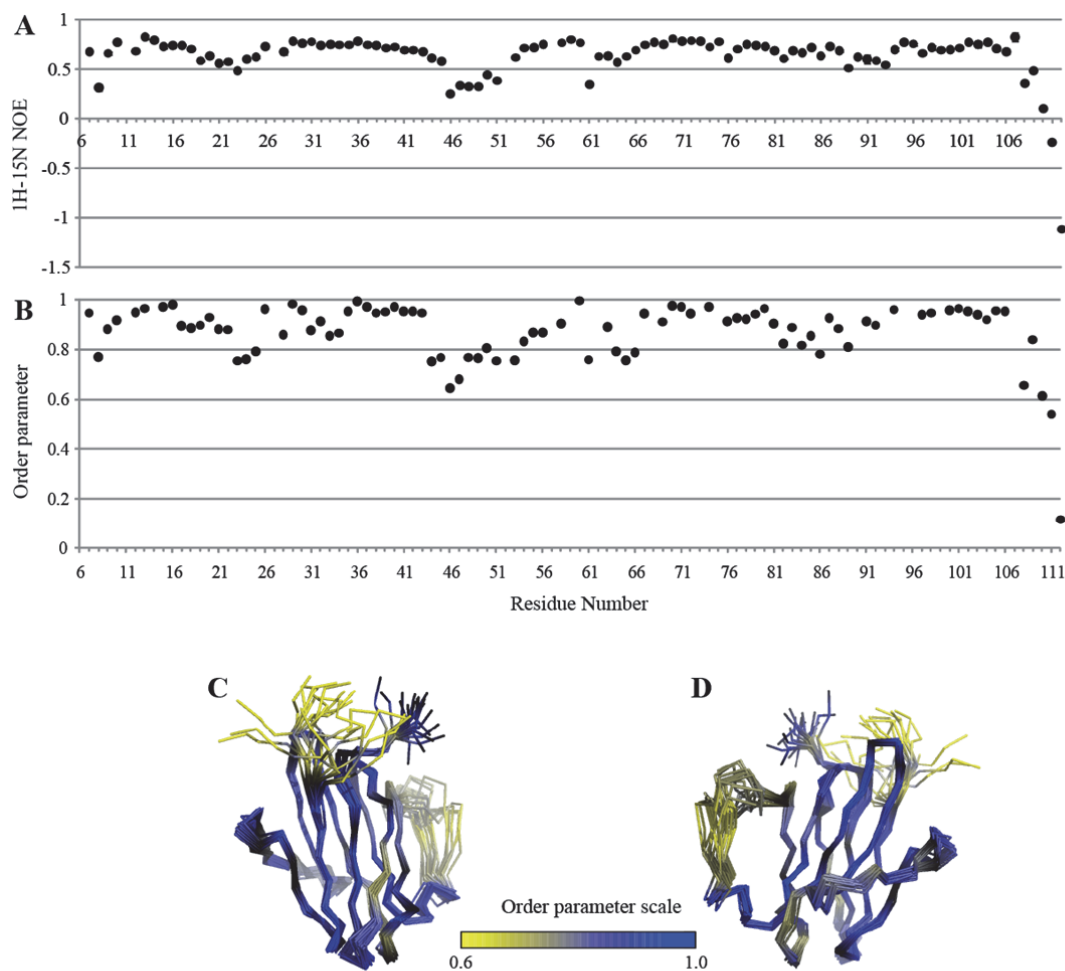 A
1H-15N NOE
1
0.5
0
-0.5
-1
-1.5
6 11 16 21 26 31 36 41 46 51 56 61 66 71 76 81 86 91 96 101 106 111
B
Order parameter
1
0.8
0.6
0.4
0.2
0
6 11 16 21 26 31 36 41 46 51 56 61 66 71 76 81 86 91 96 101 106 111
Residue Number
C
D
Order parameter scale
0.6 1.0